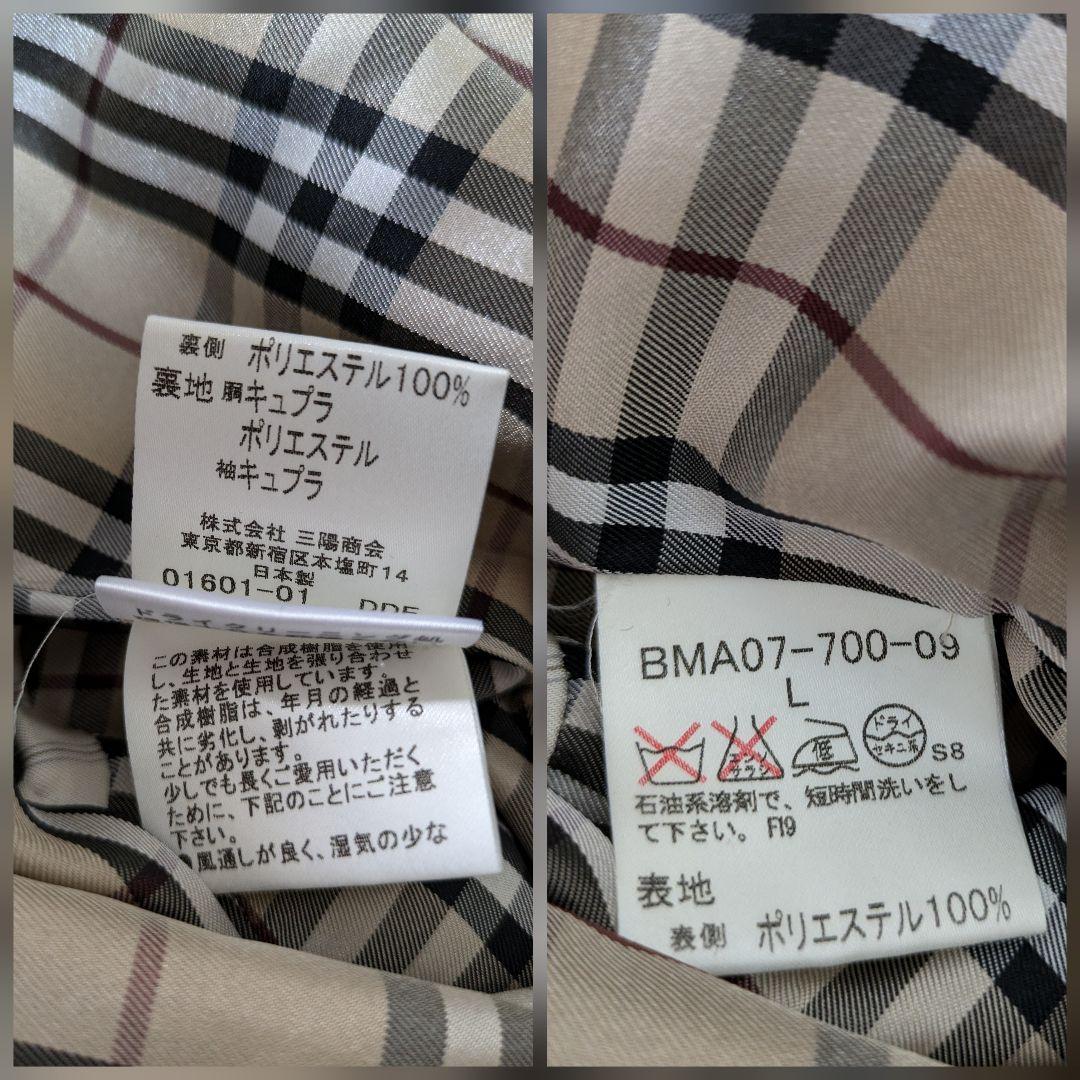 裏側 ポリエステル100%
裏地 胴キュプラ
ポリエステル
袖キュプラ
株式会社 三陽商会
東京都新宿区本塩町14
日本製
01601-01
この素材は合成樹脂を使用
し、生地と生地を張り合わせ
た素材を使用しています。
合成樹脂は、年月の経過と
共に劣化し、剥がれたりする
ことがあります。
少しでも長くご愛用いただく
ために、下記のことにご注意
下さい。
●風通しが良く、湿気の少な
BMA07-700-09
L
エンソ
サラシ
低
ドライ
セキユ系
S8
石油系溶剤で、短時間洗いをし
て下さい。F19
表地
表側 ポリエステル100%